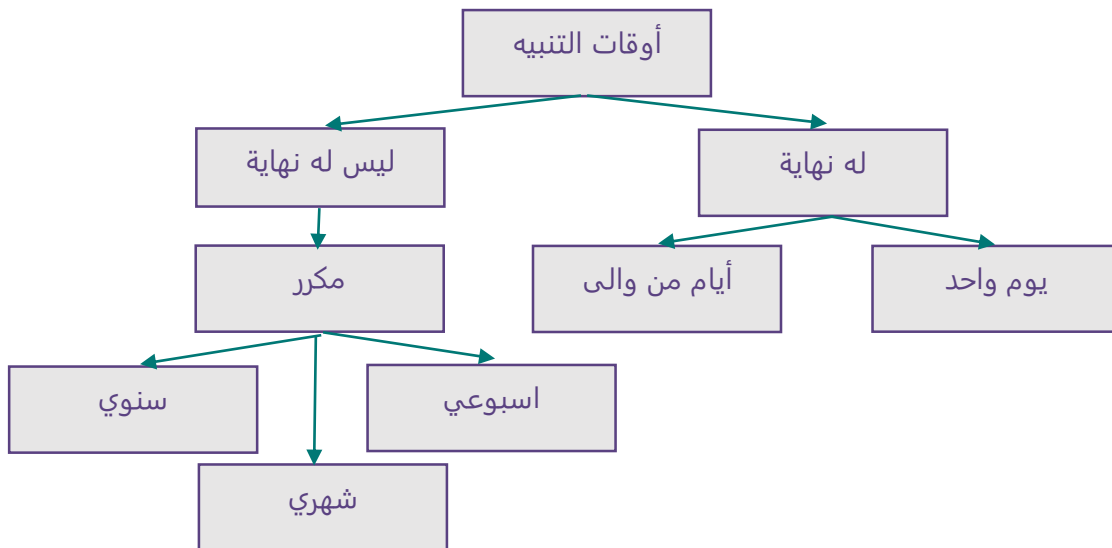 أوقات التنبيه
له نهاية
ليس له نهاية
يوم واحد
أيام من والى
مكرر
اسبوعي
سنوي
شهري